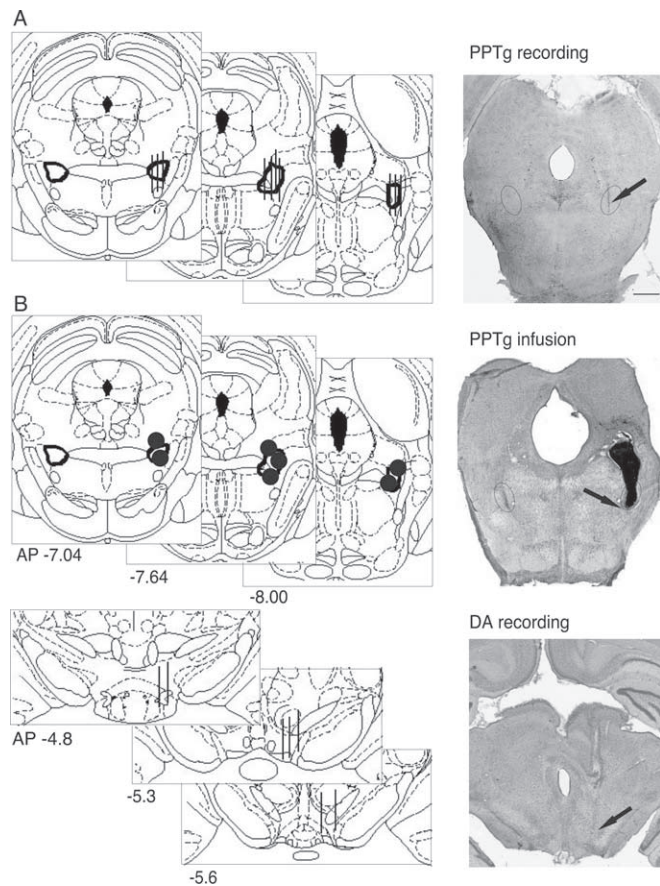 A
PPTg recording
B
PPTg infusion
AP -7.04
-7.64
-8.00
DA recording
AP -4.8
-5.3
-5.6